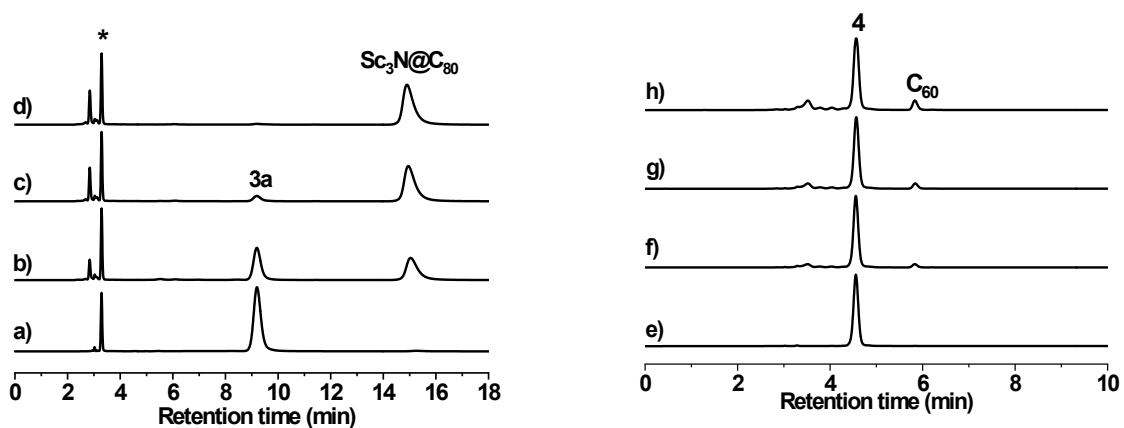 *
Sc₃N@C₈₀
d)
c)
3a
b)
a)
0 2 4 6 8 10 12 14 16 18
Retention time (min)
4
C₆₀
h)
g)
f)
e)
0 2 4 6 8 10
Retention time (min)